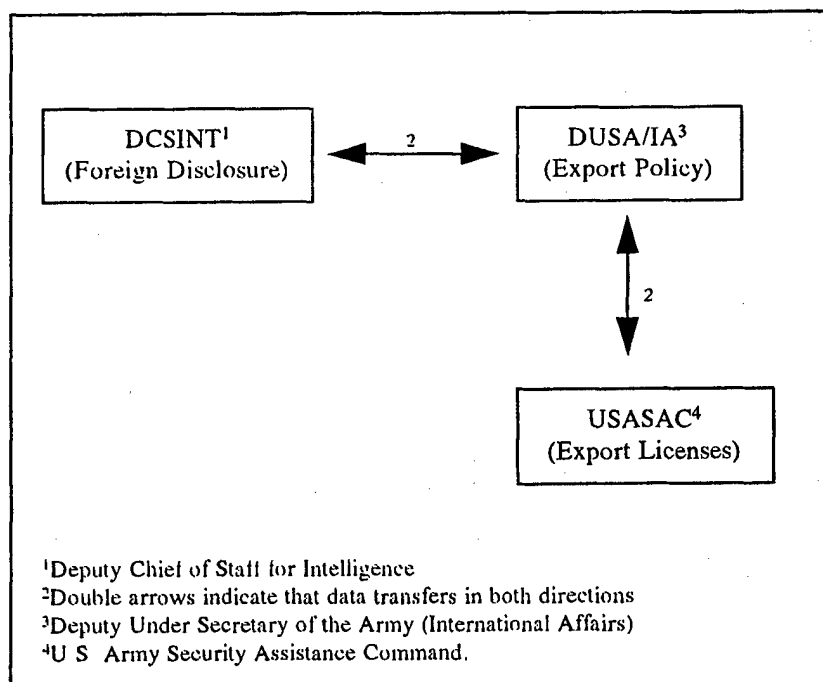 DCSINT¹
(Foreign Disclosure)
2
DUSA/IA³
(Export Policy)
2
USASAC⁴
(Export Licenses)
¹Deputy Chief of Staff for Intelligence
²Double arrows indicate that data transfers in both directions
³Deputy Under Secretary of the Army (International Affairs)
⁴U S Army Security Assistance Command.